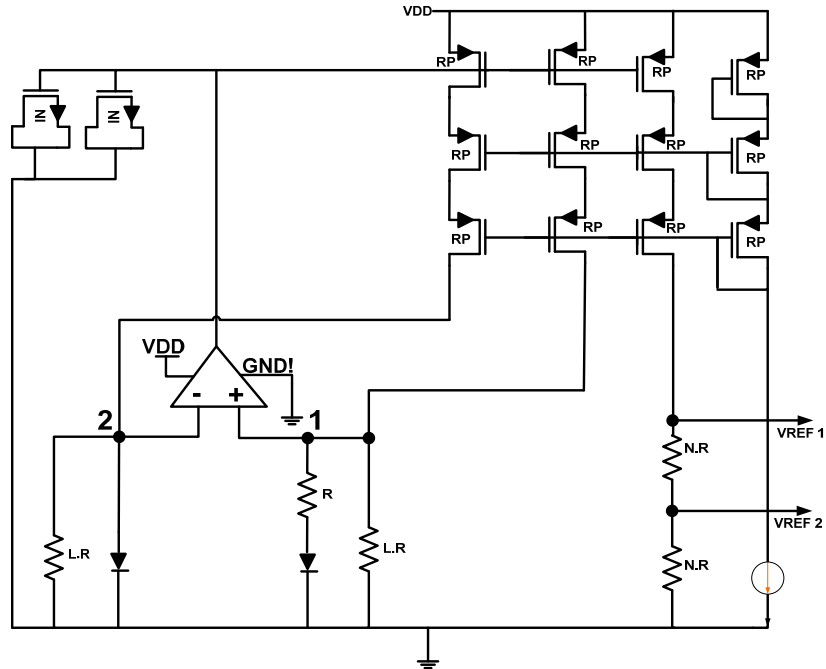 VDD
RP RP RP RP
IN IN
RP RP RP RP
RP RP RP RP
VDD
GND!
- +
2 1
VREF 1
N.R
R
VREF 2
L.R L.R N.R